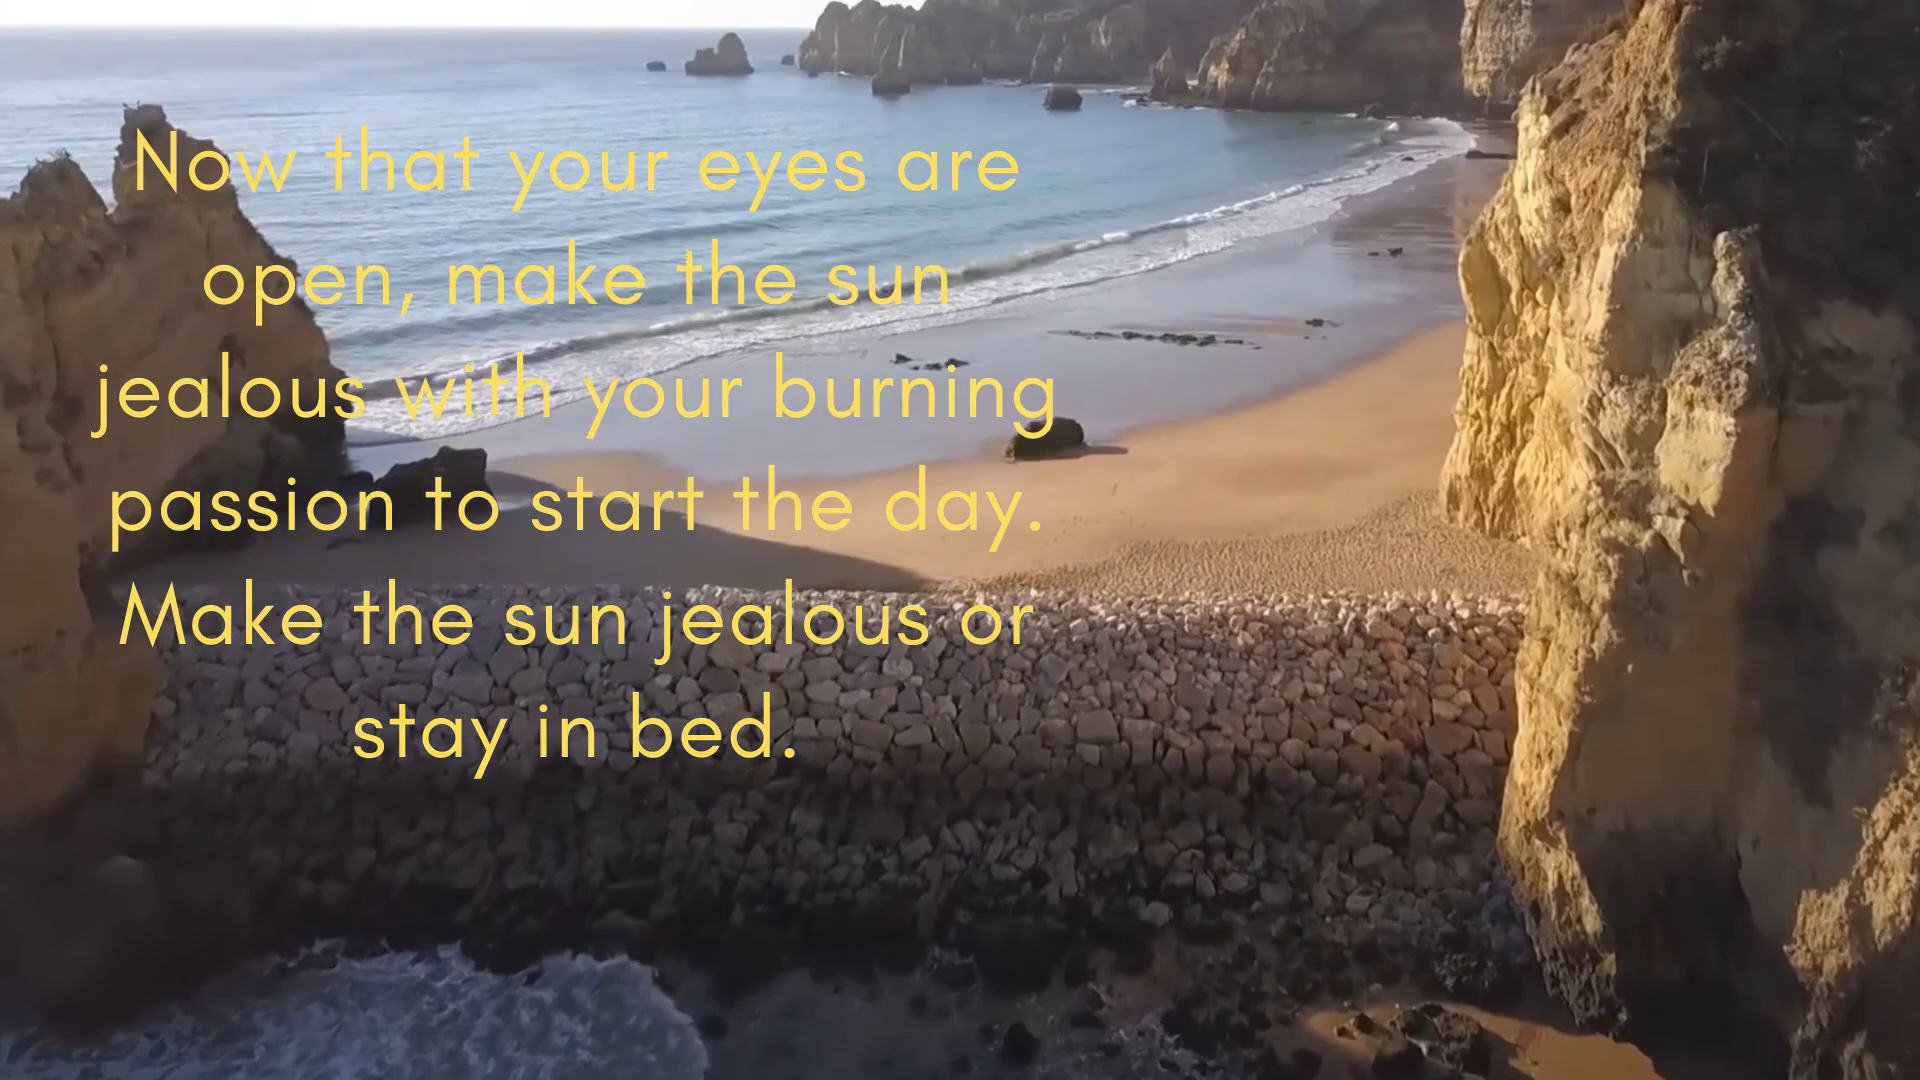 Now that your eyes are
open, make the sun
jealous with your burning
passion to start the day.
Make the sun jealous or
stay in bed.